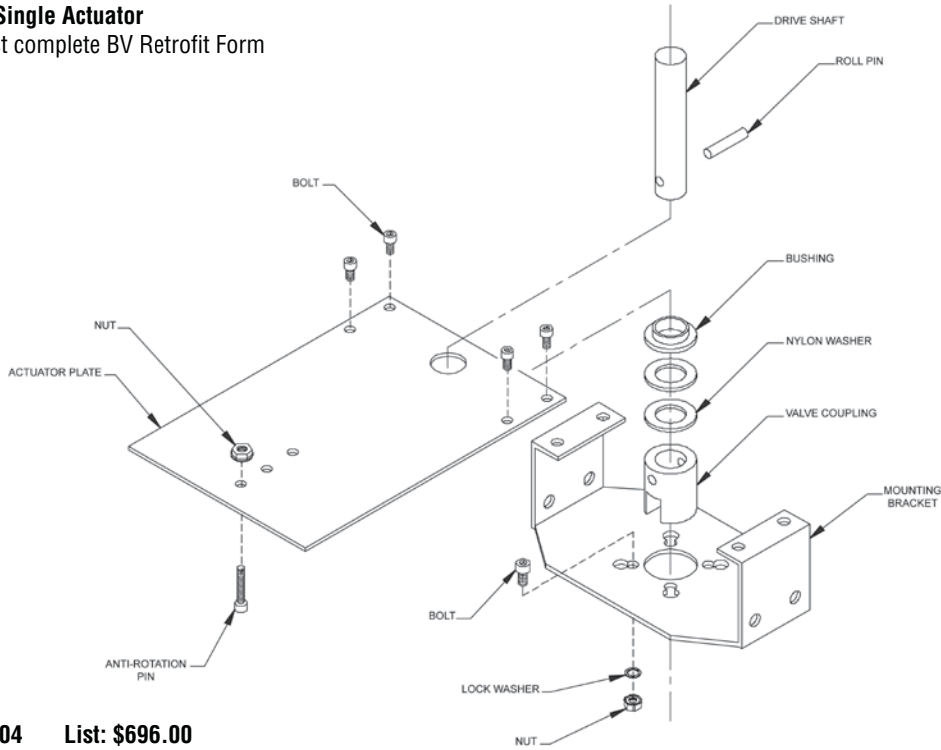 Single Actuator
complete BV Retrofit Form
DRIVE SHAFT
ROLL PIN
BOLT
BUSHING
NUT
NYLON WASHER
ACTUATOR PLATE
VALVE COUPLING
MOUNTING
BRACKET
BOLT
ANTI-ROTATION
PIN
LOCK WASHER
04 List: $696.00
NUT